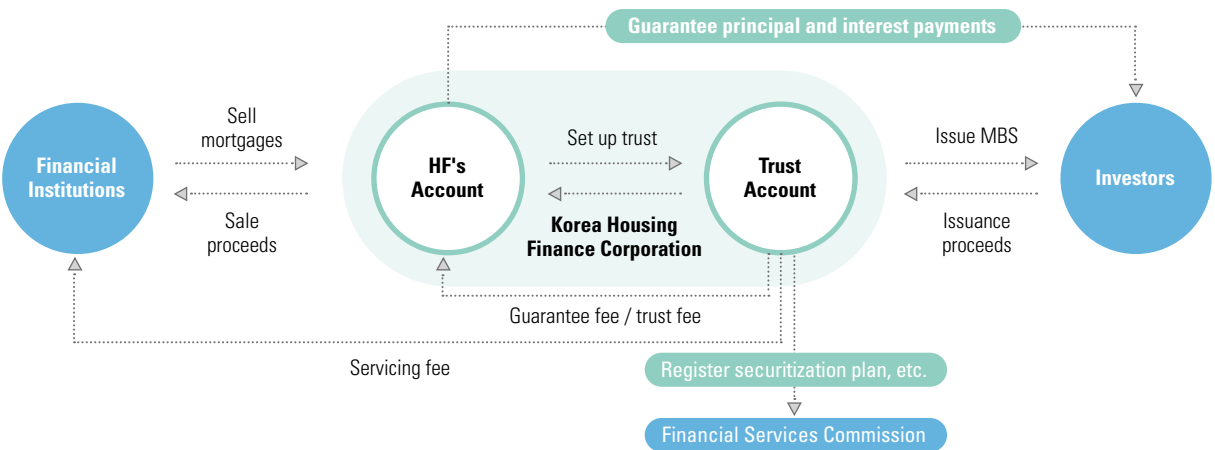 Guarantee principal and interest payments
Sell
mortgages
Set up trust
Issue MBS
Financial
Institutions
HF's
Account
Trust
Account
Investors
Sale
proceeds
Korea Housing
Finance Corporation
Issuance
proceeds
Guarantee fee / trust fee
Servicing fee
Register securitization plan, etc.
Financial Services Commission